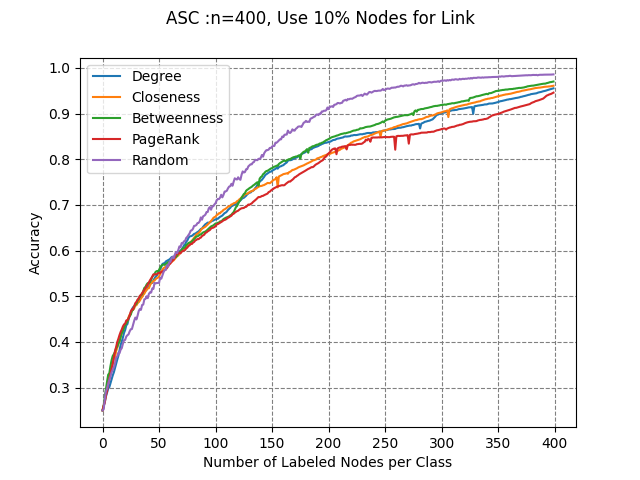 ASC :n=400, Use 10% Nodes for Link
Degree
Closeness
Betweenness
PageRank
Random
Accuracy
1.0
0.9
0.8
0.7
0.6
0.5
0.4
0.3
0 50 100 150 200 250 300 350 400
Number of Labeled Nodes per Class